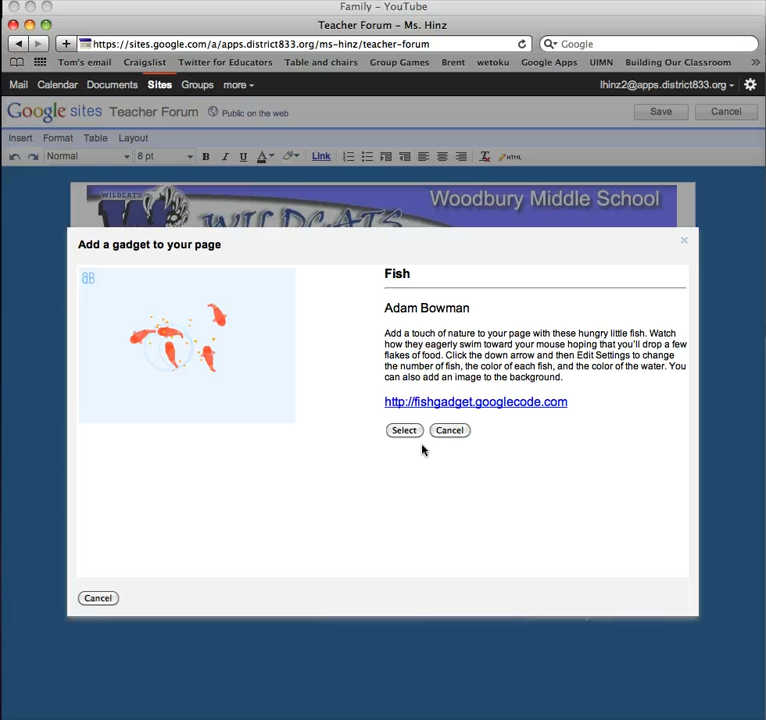 Family – YouTube
Teacher Forum – Ms. Hinz
https://sites.google.com/a/apps.district833.org/ms-hinz/teacher-forum
Google
Tom's email Craigslist Twitter for Educators Table and chairs Group Games Brent wetoku Google Apps UIMN Building Our Classroom
Mail Calendar Documents Sites Groups more
lhinz2@apps.district833.org
Google sites Teacher Forum Public on the web Save Cancel
Insert Format Table Layout
Normal 8 pt B I U A Link HTML
WILDCATS
Woodbury Middle School
W WILDCATS
Add a gadget to your page
aB
Fish
Adam Bowman
Add a touch of nature to your page with these hungry little fish. Watch
how they eagerly swim toward your mouse hoping that you'll drop a few
flakes of food. Click the down arrow and then Edit Settings to change
the number of fish, the color of each fish, and the color of the water. You
can also add an image to the background.
http://fishgadget.googlecode.com
Select Cancel
Cancel